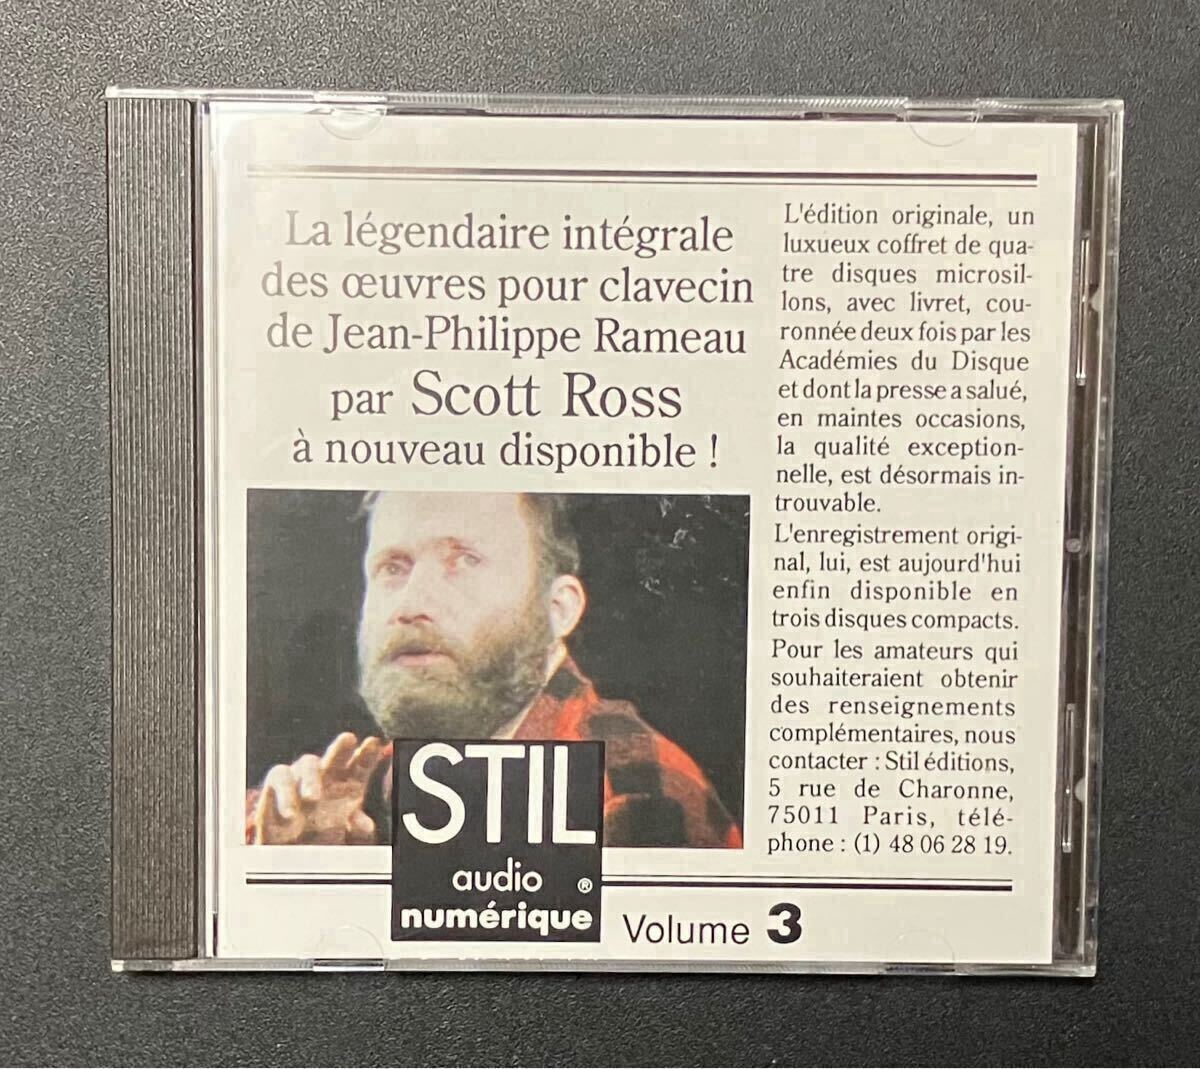 La légendaire intégrale
des œuvres pour clavecin
de Jean-Philippe Rameau
par Scott Ross
à nouveau disponible !
L'édition originale, un
luxueux coffret de qua-
tre disques microsil-
lons, avec livret, cou-
ronnée deux fois par les
Académies du Disque
et dont la presse a salué,
en maintes occasions,
la qualité exception-
nelle, est désormais in-
trouvable.
L'enregistrement origi-
nal, lui, est aujourd'hui
enfin disponible en
trois disques compacts.
Pour les amateurs qui
souhaiteraient obtenir
des renseignements
complémentaires, nous
contacter : Stil éditions,
5 rue de Charonne,
75011 Paris, télé-
phone : (1) 48 06 28 19.
STIL
audio ®
numérique
Volume 3